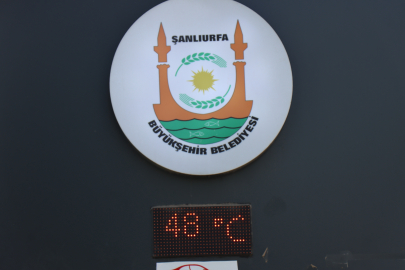 ŞANLIURFA
BÜYÜKŞEHİR BELEDİYESİ
48 °C